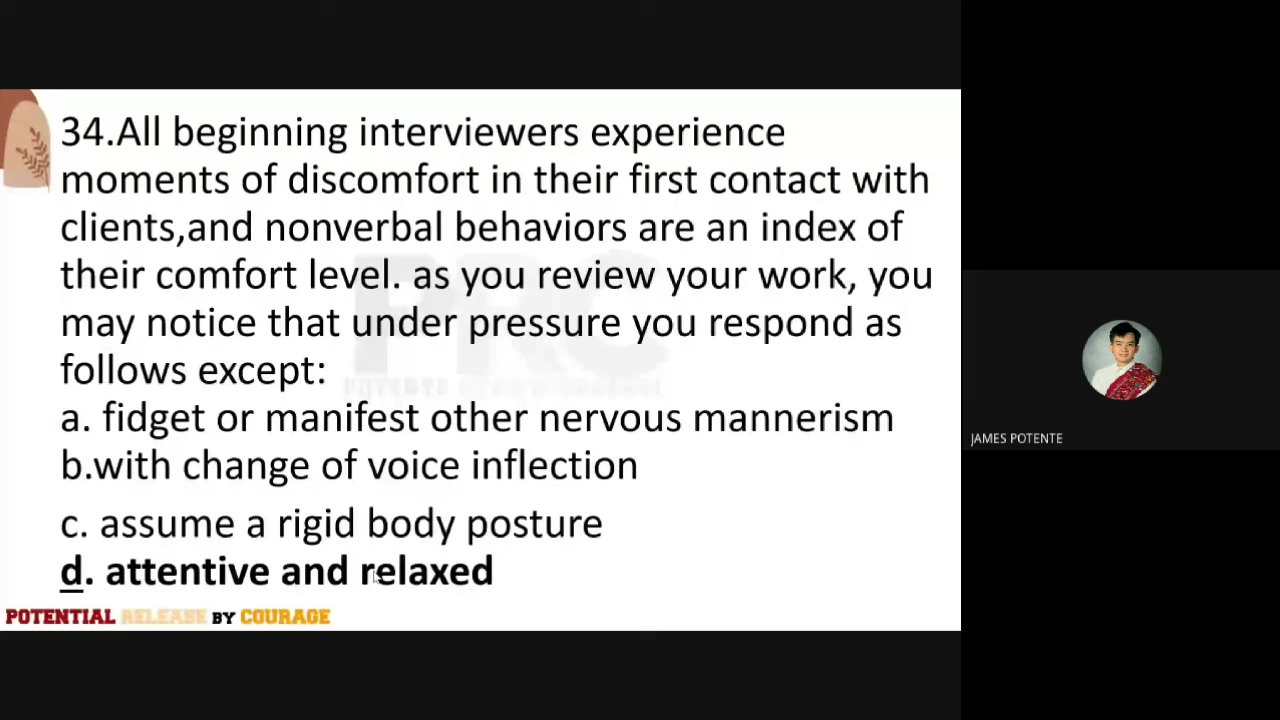 34.All beginning interviewers experience
moments of discomfort in their first contact with
clients,and nonverbal behaviors are an index of
their comfort level. as you review your work, you
may notice that under pressure you respond as
follows except:
a. fidget or manifest other nervous mannerism
b.with change of voice inflection
c. assume a rigid body posture
d. attentive and relaxed
POTENTIAL RELEASE BY COURAGE
PRC
JAMES POTENTE